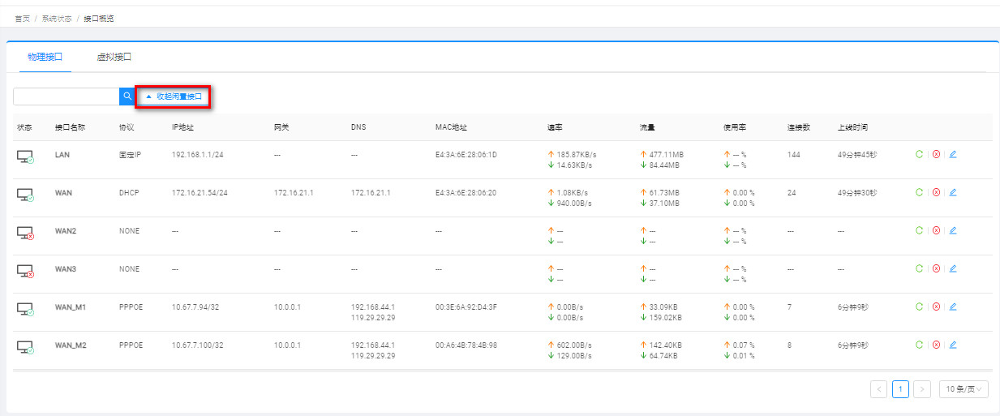 首页 / 系统状态 / 接口概览
物理接口 虚拟接口
收起闲置接口
状态 接口名称 协议 IP地址 网关 DNS MAC地址 速率 流量 使用率 连接数 上线时间
LAN 固定IP 192.168.1.1/24 --- --- E4:3A:6E:28:06:1D ↑ 185.87KB/s ↑ 477.11MB ↑ --- % 144 49分钟45秒
↓ 14.63KB/s ↓ 84.44MB ↓ --- %
WAN DHCP 172.16.21.54/24 172.16.21.1 172.16.21.1 E4:3A:6E:28:06:20 ↑ 1.08KB/s ↑ 61.73MB ↑ 0.00 % 24 49分钟30秒
↓ 940.00B/s ↓ 37.10MB ↓ 0.00 %
WAN2 NONE --- --- --- --- ↑ --- ↑ --- ↑ --- % --- ---
↓ --- ↓ --- ↓ --- %
WAN3 NONE --- --- --- --- ↑ --- ↑ --- ↑ --- % --- ---
↓ --- ↓ --- ↓ --- %
WAN_M1 PPPOE 10.67.7.94/32 10.0.0.1 192.168.44.1 00:3E:6A:92:D4:3F ↑ 0.00B/s ↑ 33.09KB ↑ 0.00 % 7 6分钟9秒
119.29.29.29 ↓ 0.00B/s ↓ 159.02KB ↓ 0.00 %
WAN_M2 PPPOE 10.67.7.100/32 10.0.0.1 192.168.44.1 00:A6:4B:78:4B:98 ↑ 602.00B/s ↑ 142.40KB ↑ 0.07 % 8 6分钟9秒
119.29.29.29 ↓ 129.00B/s ↓ 64.74KB ↓ 0.01 %
< 1 > 10 条/页